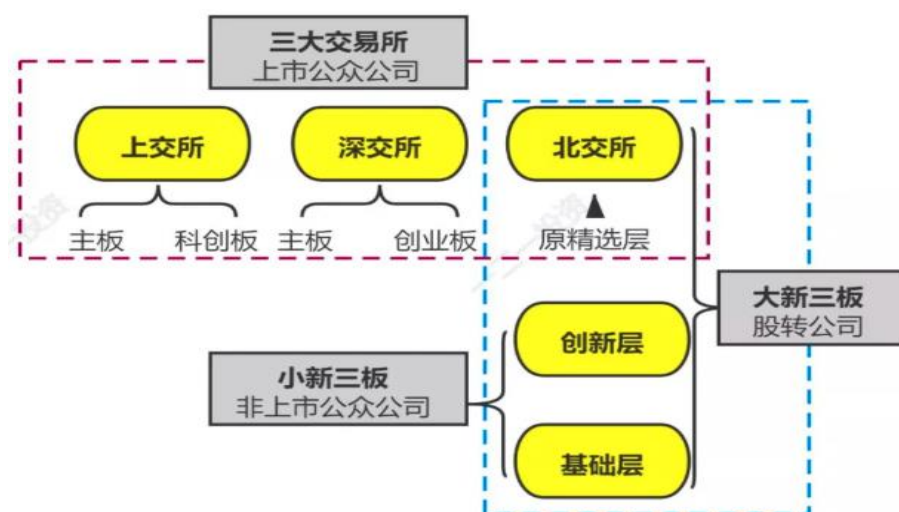 三大交易所
上市公众公司
上交所
深交所
北交所
主板
科创板
主板
创业板
原精选层
大新三板
股转公司
创新层
小新三板
非上市公众公司
基础层